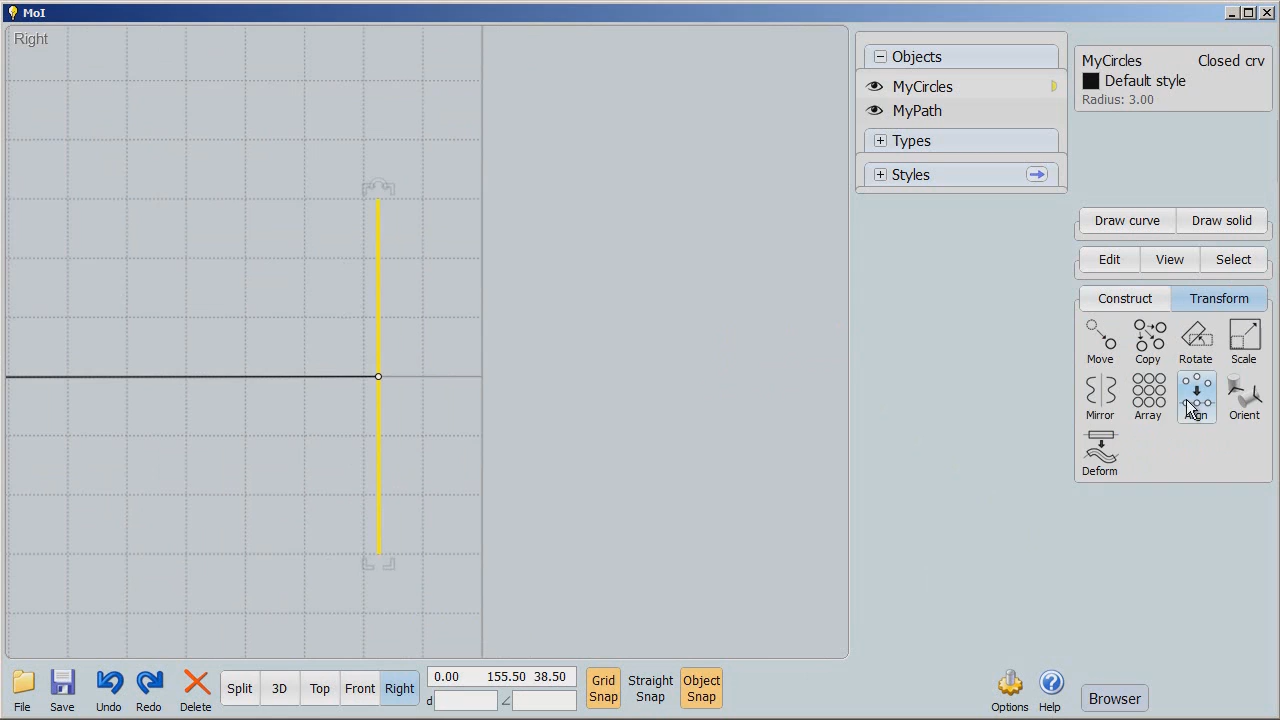 MoI
Right
Objects
MyCircles
MyPath
Types
Styles
MyCircles Closed crv
Default style
Radius: 3.00
Draw curve Draw solid
Edit View Select
Construct Transform
Move Copy Rotate Scale
Mirror Array Align Orient
Deform
File Save Undo Redo Delete
Split 3D Top Front Right
0.00 155.50 38.50
d
Grid Snap
Straight Snap
Object Snap
Options Help
Browser